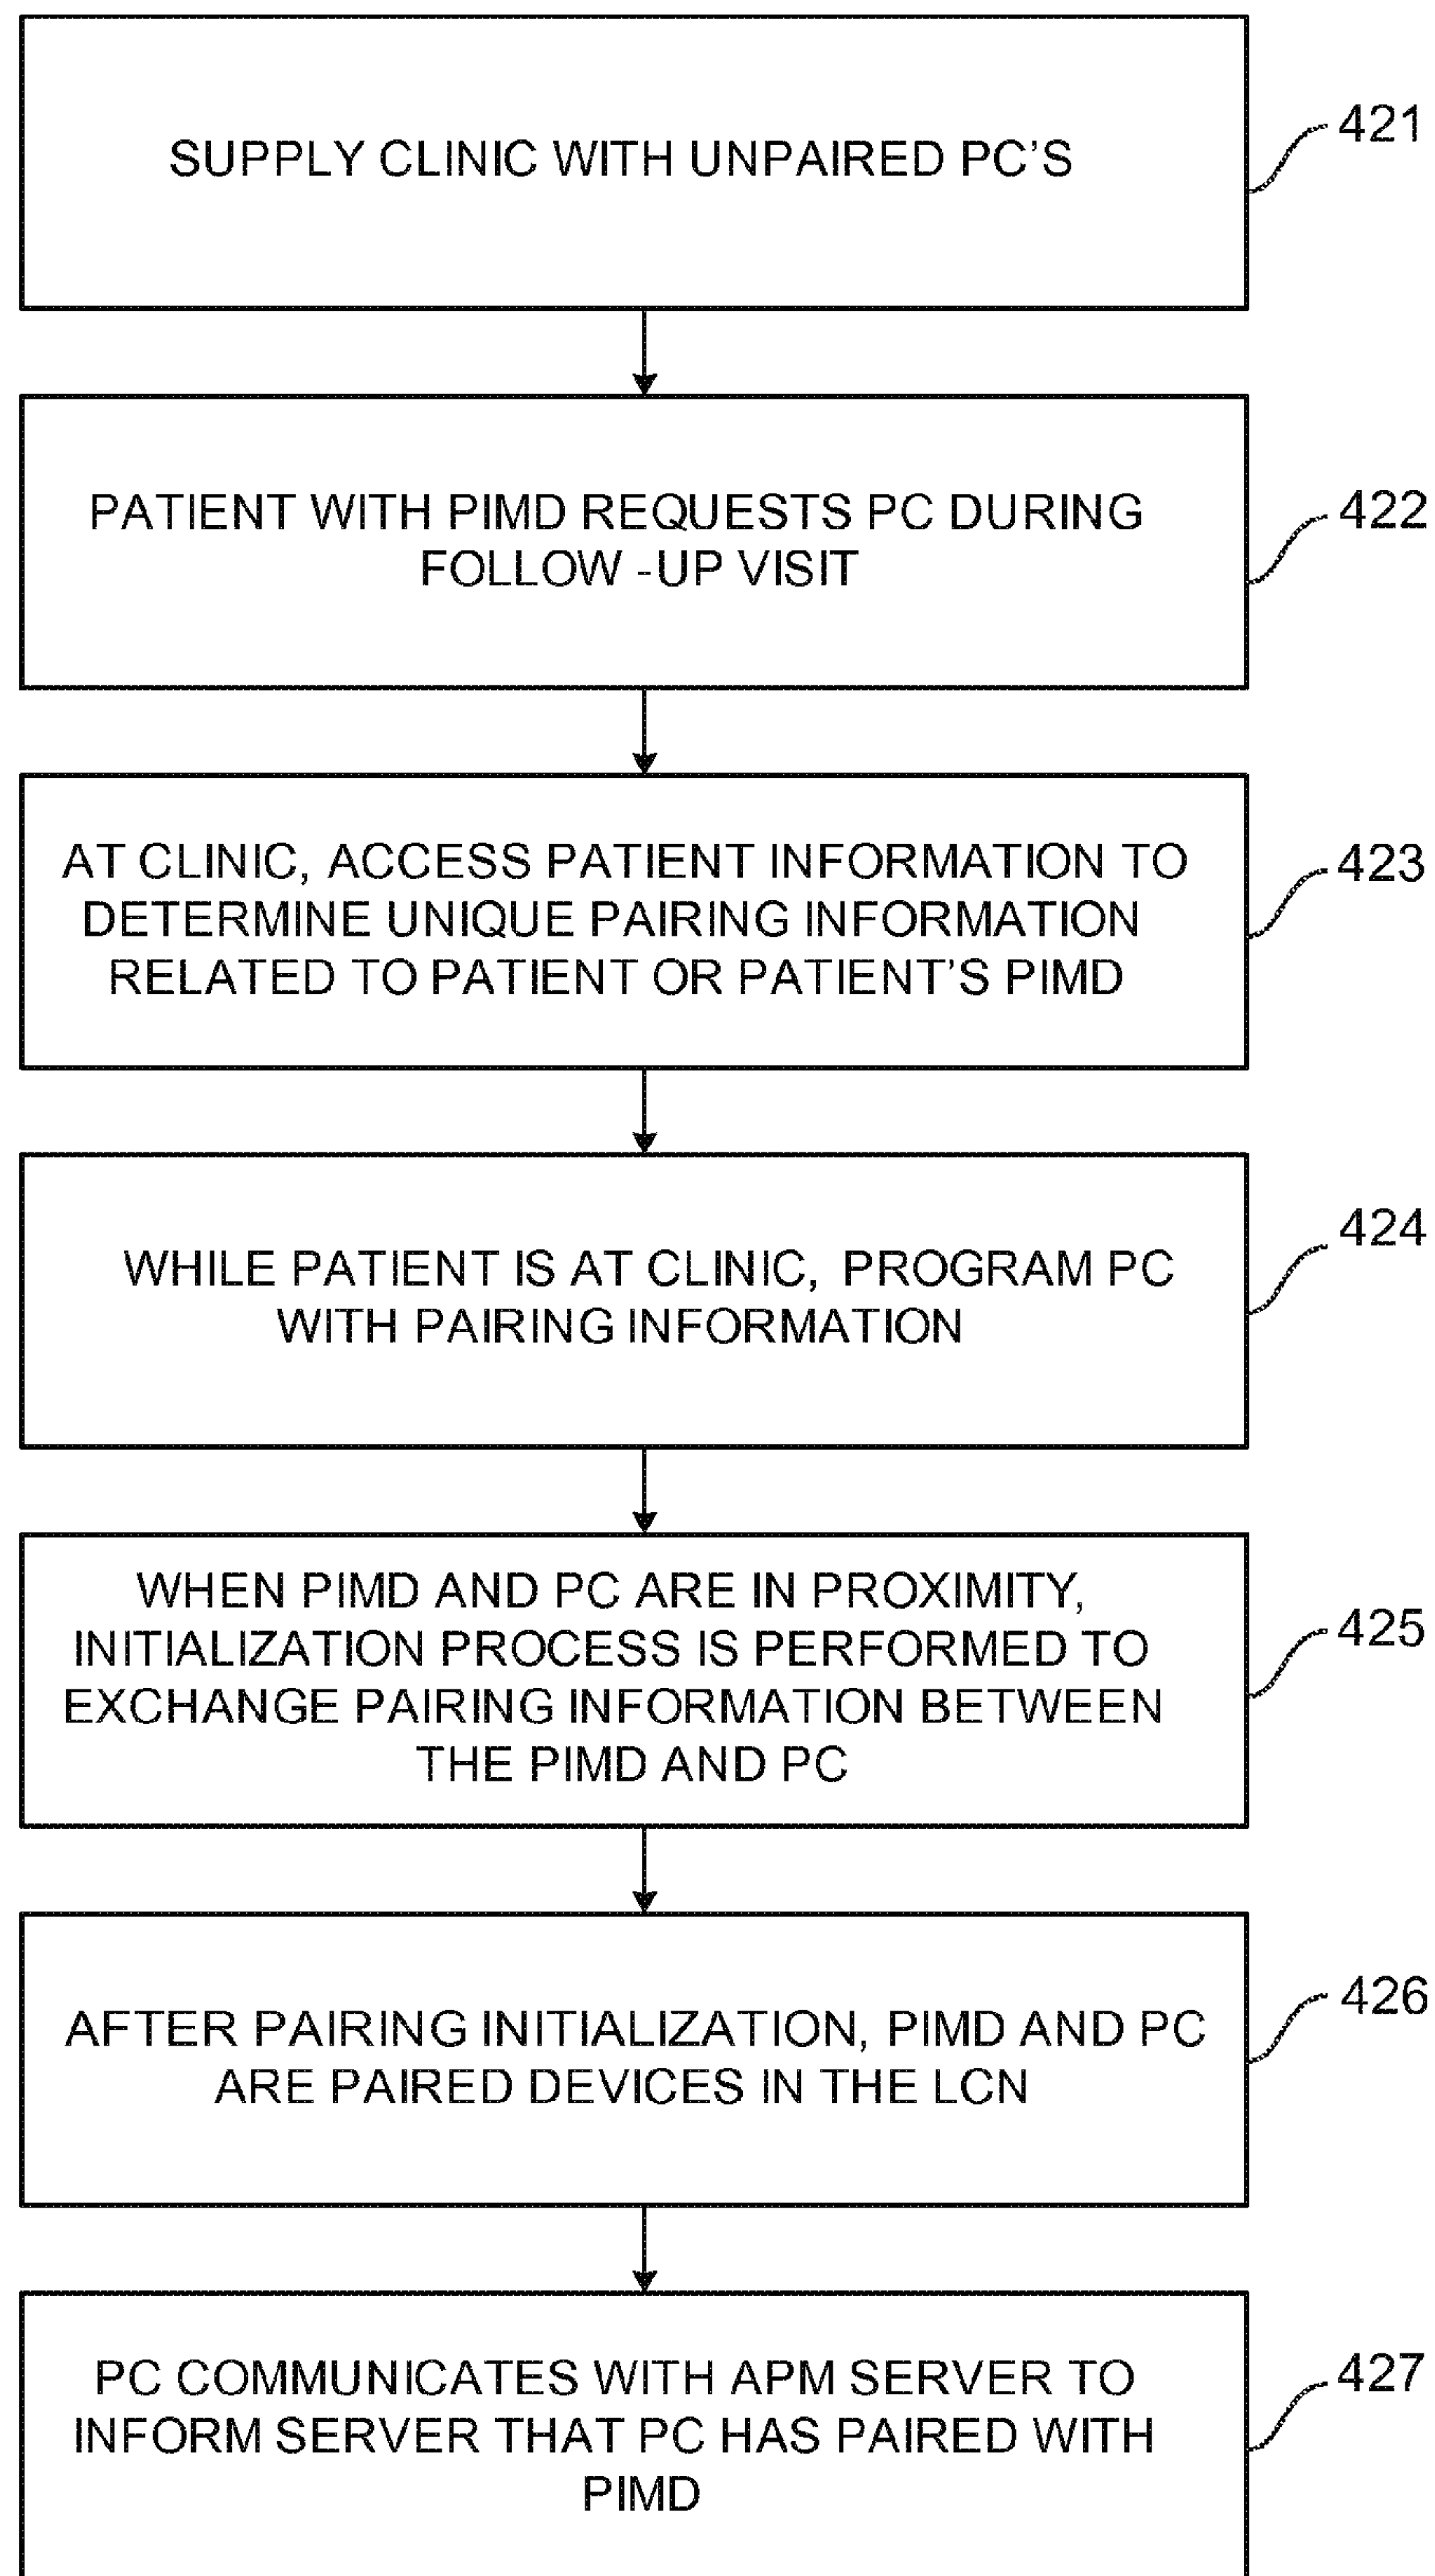 SUPPLY CLINIC WITH UNPAIRED PC'S
421
PATIENT WITH PIMD REQUESTS PC DURING
FOLLOW -UP VISIT
422
AT CLINIC, ACCESS PATIENT INFORMATION TO
DETERMINE UNIQUE PAIRING INFORMATION
RELATED TO PATIENT OR PATIENT'S PIMD
423
WHILE PATIENT IS AT CLINIC, PROGRAM PC
WITH PAIRING INFORMATION
424
WHEN PIMD AND PC ARE IN PROXIMITY,
INITIALIZATION PROCESS IS PERFORMED TO
EXCHANGE PAIRING INFORMATION BETWEEN
THE PIMD AND PC
425
AFTER PAIRING INITIALIZATION, PIMD AND PC
ARE PAIRED DEVICES IN THE LCN
426
PC COMMUNICATES WITH APM SERVER TO
INFORM SERVER THAT PC HAS PAIRED WITH
PIMD
427